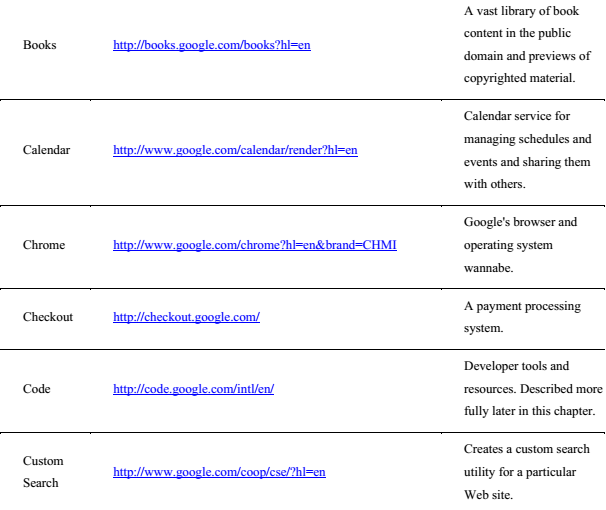 A vast library of book
content in the public
Books http://books.google.com/books?hl=en
domain and previews of
copyrighted material.
Calendar service for
managing schedules and
Calendar http://www.google.com/calendar/render?hl=en
events and sharing them
with others.
Google's browser and
Chrome http://www.google.com/chrome?hl=en&brand=CHMI operating system
wannabe.
A payment processing
Checkout http://checkout.google.com/
system.
Developer tools and
Code http://code.google.com/intl/en/ resources. Described more
fully later in this chapter.
Creates a custom search
Custom
http://www.google.com/coop/cse/?hl=en utility for a particular
Search
Web site.